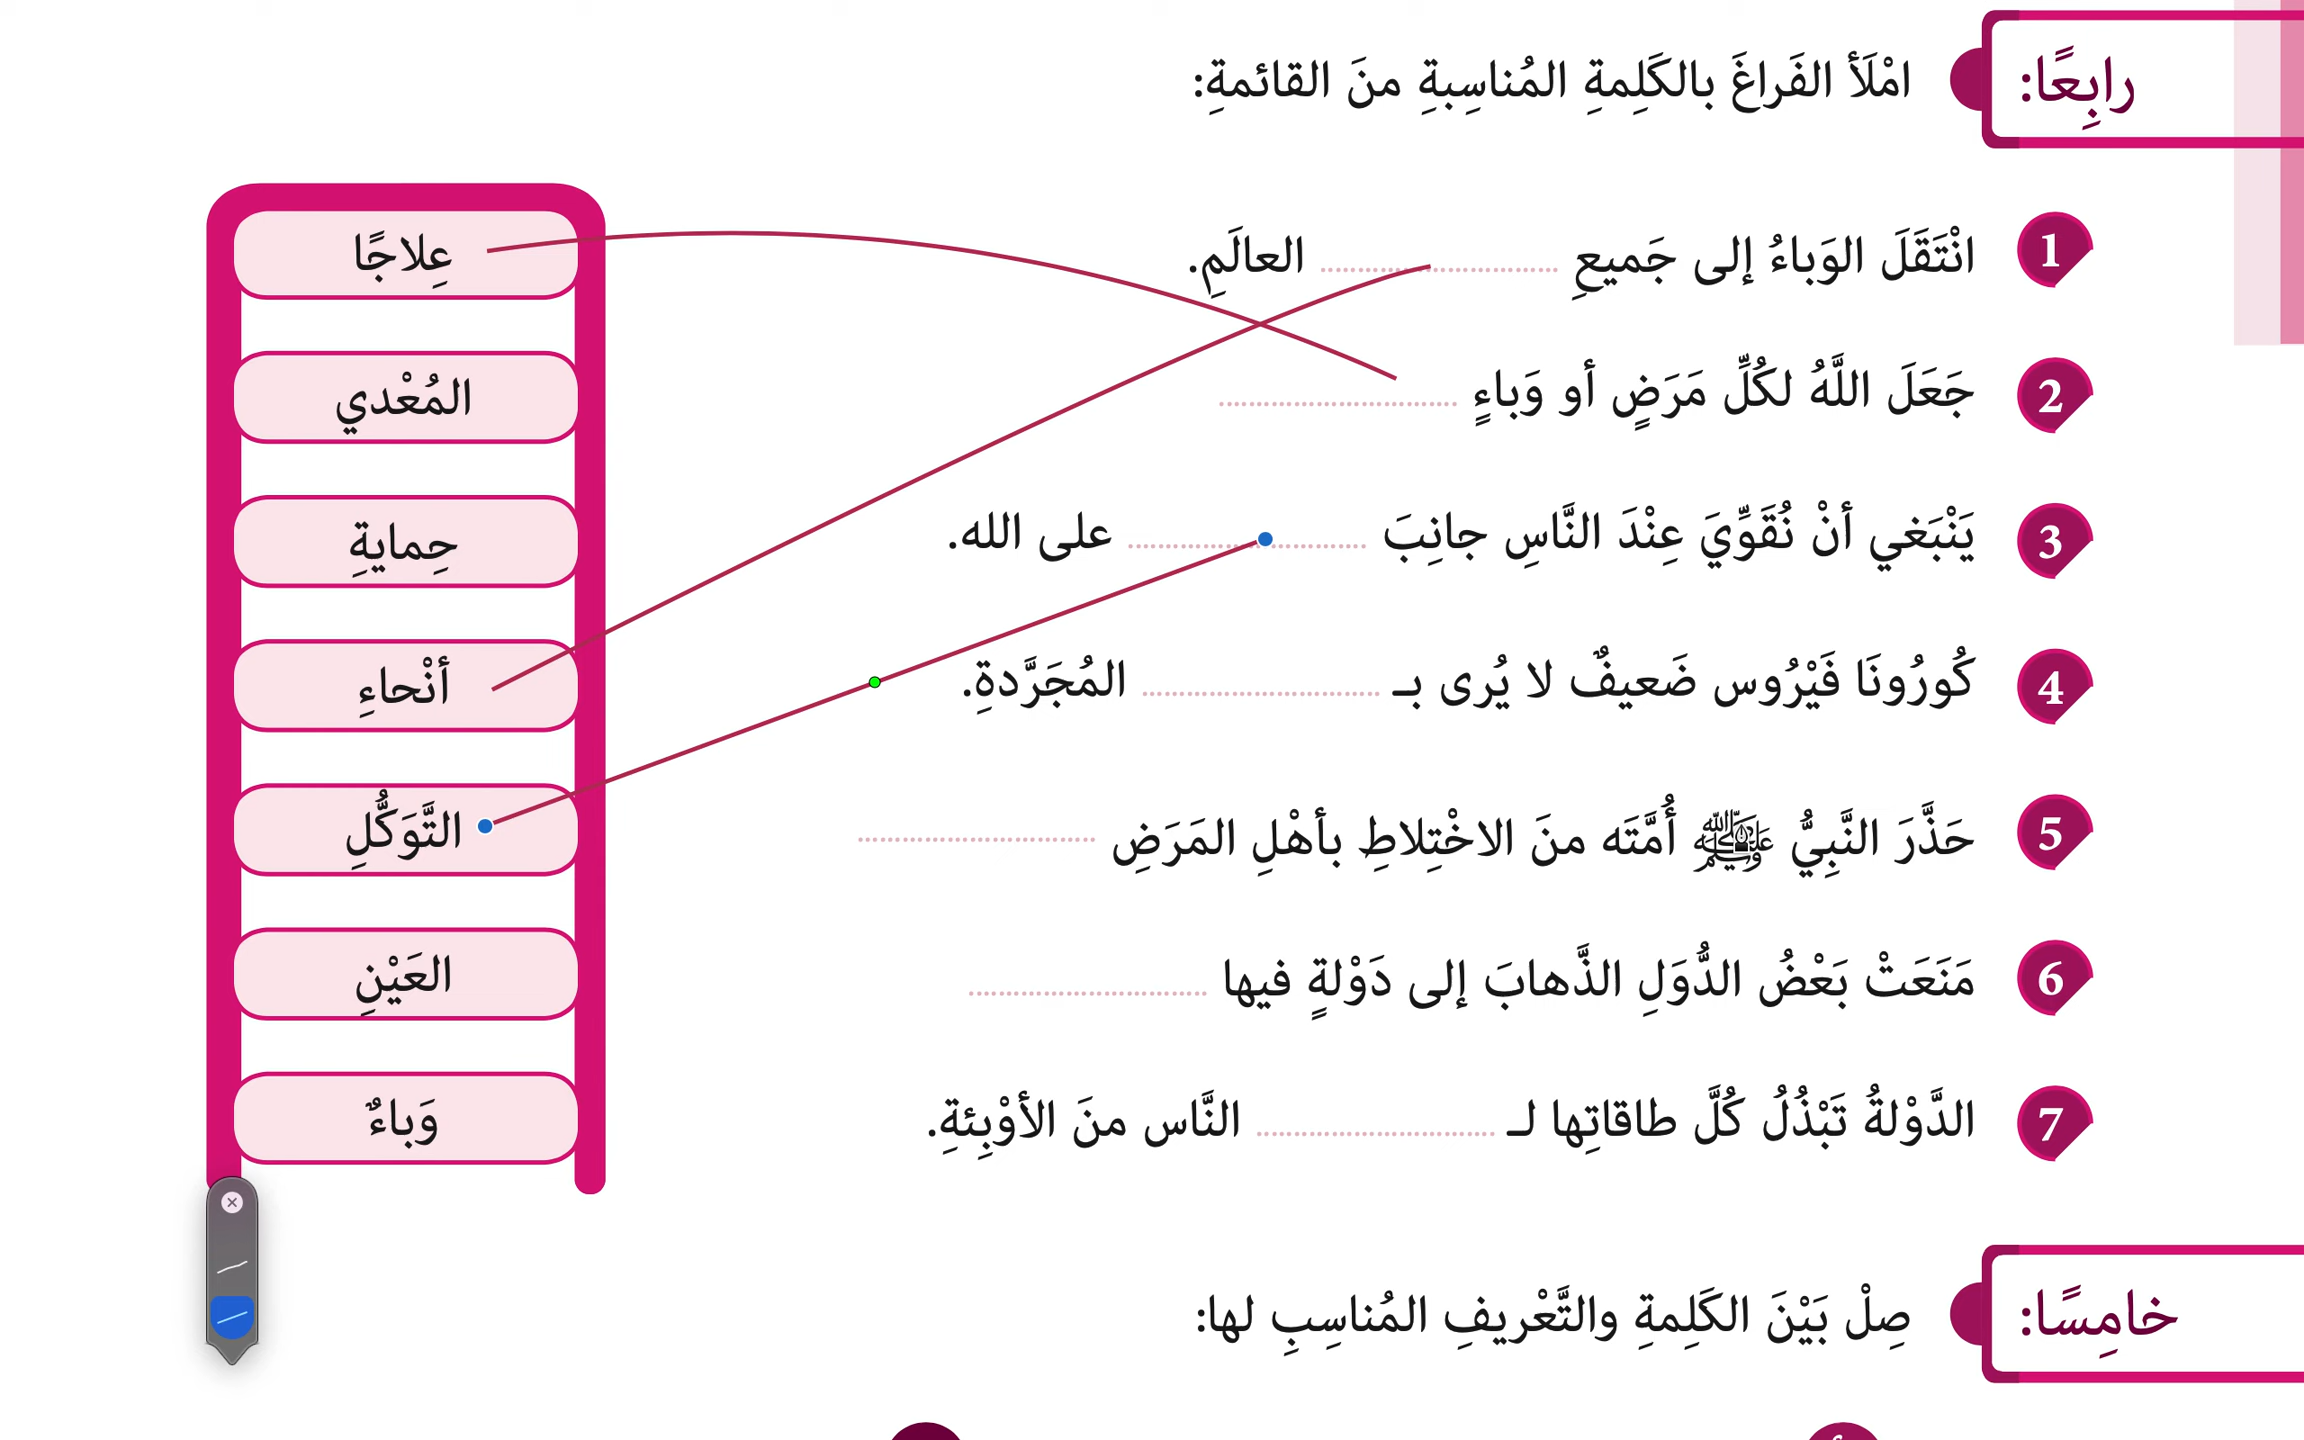 رابِعًا: امْلَأ الفَراغَ بالكَلِمةِ المُناسِبةِ منَ القائمةِ:
1 انْتَقَلَ الوَباءُ إلى جَميعِ .......................... العالَمِ.
2 جَعَلَ اللَّهُ لكُلِّ مَرَضٍ أو وَباءٍ ..........................
3 يَنْبَغي أنْ نُقَوِّيَ عِنْدَ النَّاسِ جانِبَ .......................... على الله.
4 كُورُونَا فَيْرُوس ضَعيفٌ لا يُرى بـ .......................... المُجَرَّدةِ.
5 حَذَّرَ النَّبِيُّ ﷺ أُمَّتَه منَ الاخْتِلاطِ بأهْلِ المَرَضِ ..........................
6 مَنَعَتْ بَعْضُ الدُّوَلِ الذَّهابَ إلى دَوْلةٍ فيها ..........................
7 الدَّوْلةُ تَبْذُلُ كُلَّ طاقاتِها لـ .......................... النَّاس منَ الأوْبِئةِ.
عِلاجًا
المُعْدي
حِمايةِ
أنْحاءِ
التَّوَكُّلِ
العَيْنِ
وَباءٌ
خامِسًا: صِلْ بَيْنَ الكَلِمةِ والتَّعْريفِ المُناسِبِ لها: